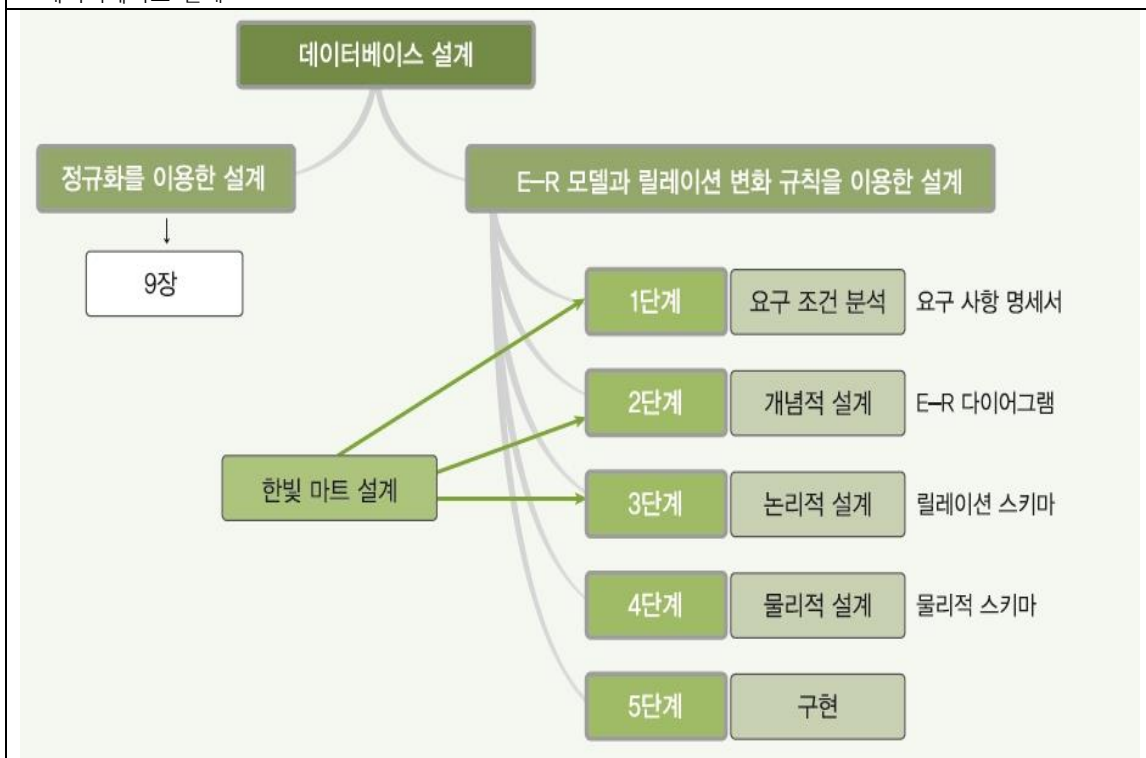 데이터베이스 설계
정규화를 이용한 설계
E–R 모델과 릴레이션 변화 규칙을 이용한 설계
9장
1단계 요구 조건 분석 요구 사항 명세서
2단계 개념적 설계 E–R 다이어그램
한빛 마트 설계
3단계 논리적 설계 릴레이션 스키마
4단계 물리적 설계 물리적 스키마
5단계 구현